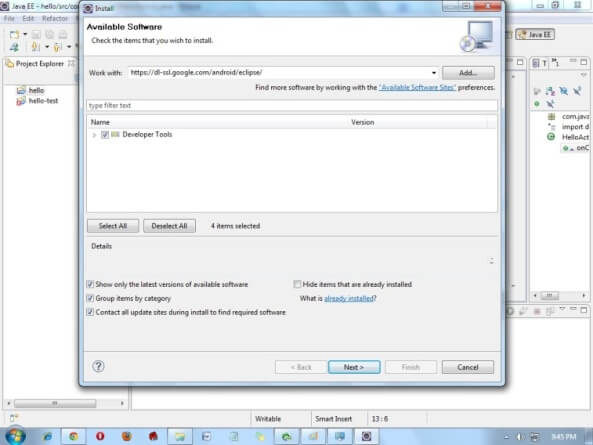 Java EE - hello/src/co
Install
File Edit Refactor
Available Software
Check the items that you wish to install.
Java EE
Project Explorer
hello
hello-test
Work with: https://dl-ssl.google.com/android/eclipse/
Add...
Find more software by working with the "Available Software Sites" preferences.
type filter text
Name Version
Developer Tools
Select All Deselect All 4 items selected
Details
Show only the latest versions of available software
Hide items that are already installed
Group items by category
What is already installed?
Contact all update sites during install to find required software
com.java
import d
HelloAct
onC
< Back Next > Finish Cancel
Writable Smart Insert 13 : 6
9:45 PM